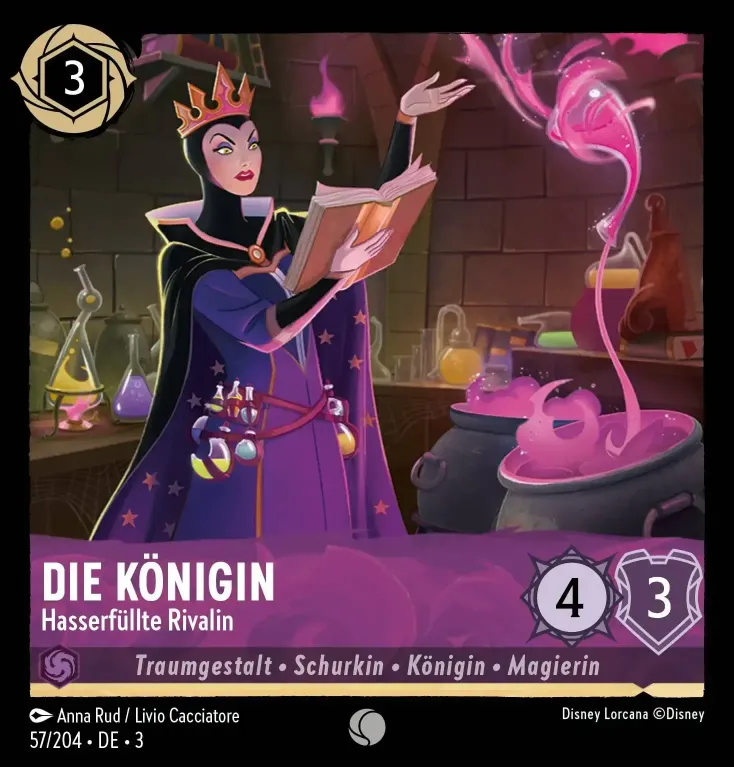 3
DIE KÖNIGIN
Hasserfüllte Rivalin
4
3
Traumgestalt • Schurkin • Königin • Magierin
Anna Rud / Livio Cacciatore
Disney Lorcana ©Disney
57/204 • DE • 3